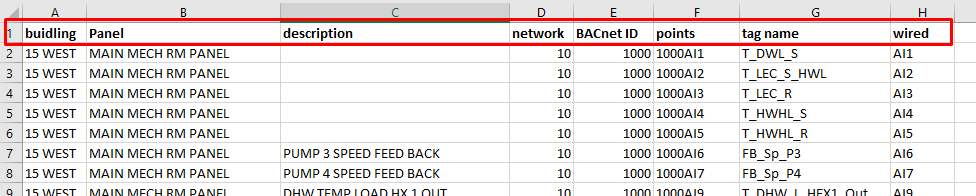 A B C D E F G H
1 buidling Panel description network BACnet ID points tag name wired
2 15 WEST MAIN MECH RM PANEL 10 1000 1000AI1 T_DWL_S AI1
3 15 WEST MAIN MECH RM PANEL 10 1000 1000AI2 T_LEC_S_HWL AI2
4 15 WEST MAIN MECH RM PANEL 10 1000 1000AI3 T_LEC_R AI3
5 15 WEST MAIN MECH RM PANEL 10 1000 1000AI4 T_HWHL_S AI4
6 15 WEST MAIN MECH RM PANEL 10 1000 1000AI5 T_HWHL_R AI5
7 15 WEST MAIN MECH RM PANEL PUMP 3 SPEED FEED BACK 10 1000 1000AI6 FB_Sp_P3 AI6
8 15 WEST MAIN MECH RM PANEL PUMP 4 SPEED FEED BACK 10 1000 1000AI7 FB_Sp_P4 AI7
9 15 WEST MAIN MECH RM PANEL DHW TEMP LOAD HX 1 OUT 10 1000 1000AI9 T_DHW_L_HEX1_Out AI9